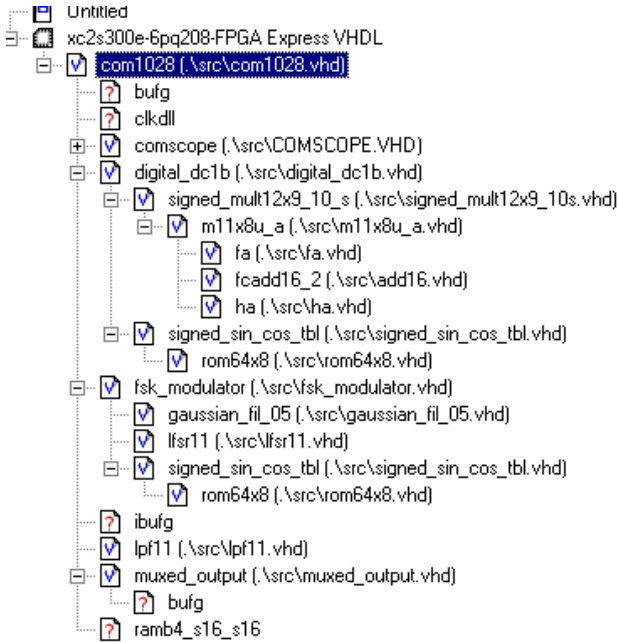 Untitled
xc2s300e-6pq208-FPGA Express VHDL
com1028 (.\src\com1028.vhd)
bufg
clkdll
comscope (.\src\COMSCOPE.VHD)
digital_dc1b (.\src\digital_dc1b.vhd)
signed_mult12x9_10_s (.\src\signed_mult12x9_10s.vhd)
m11x8u_a (.\src\m11x8u_a.vhd)
fa (.\src\fa.vhd)
fcadd16_2 (.\src\add16.vhd)
ha (.\src\ha.vhd)
signed_sin_cos_tbl (.\src\signed_sin_cos_tbl.vhd)
rom64x8 (.\src\rom64x8.vhd)
fsk_modulator (.\src\fsk_modulator.vhd)
gaussian_fil_05 (.\src\gaussian_fil_05.vhd)
lfsr11 (.\src\lfsr11.vhd)
signed_sin_cos_tbl (.\src\signed_sin_cos_tbl.vhd)
rom64x8 (.\src\rom64x8.vhd)
ibufg
lpf11 (.\src\lpf11.vhd)
muxed_output (.\src\muxed_output.vhd)
bufg
ramb4_s16_s16